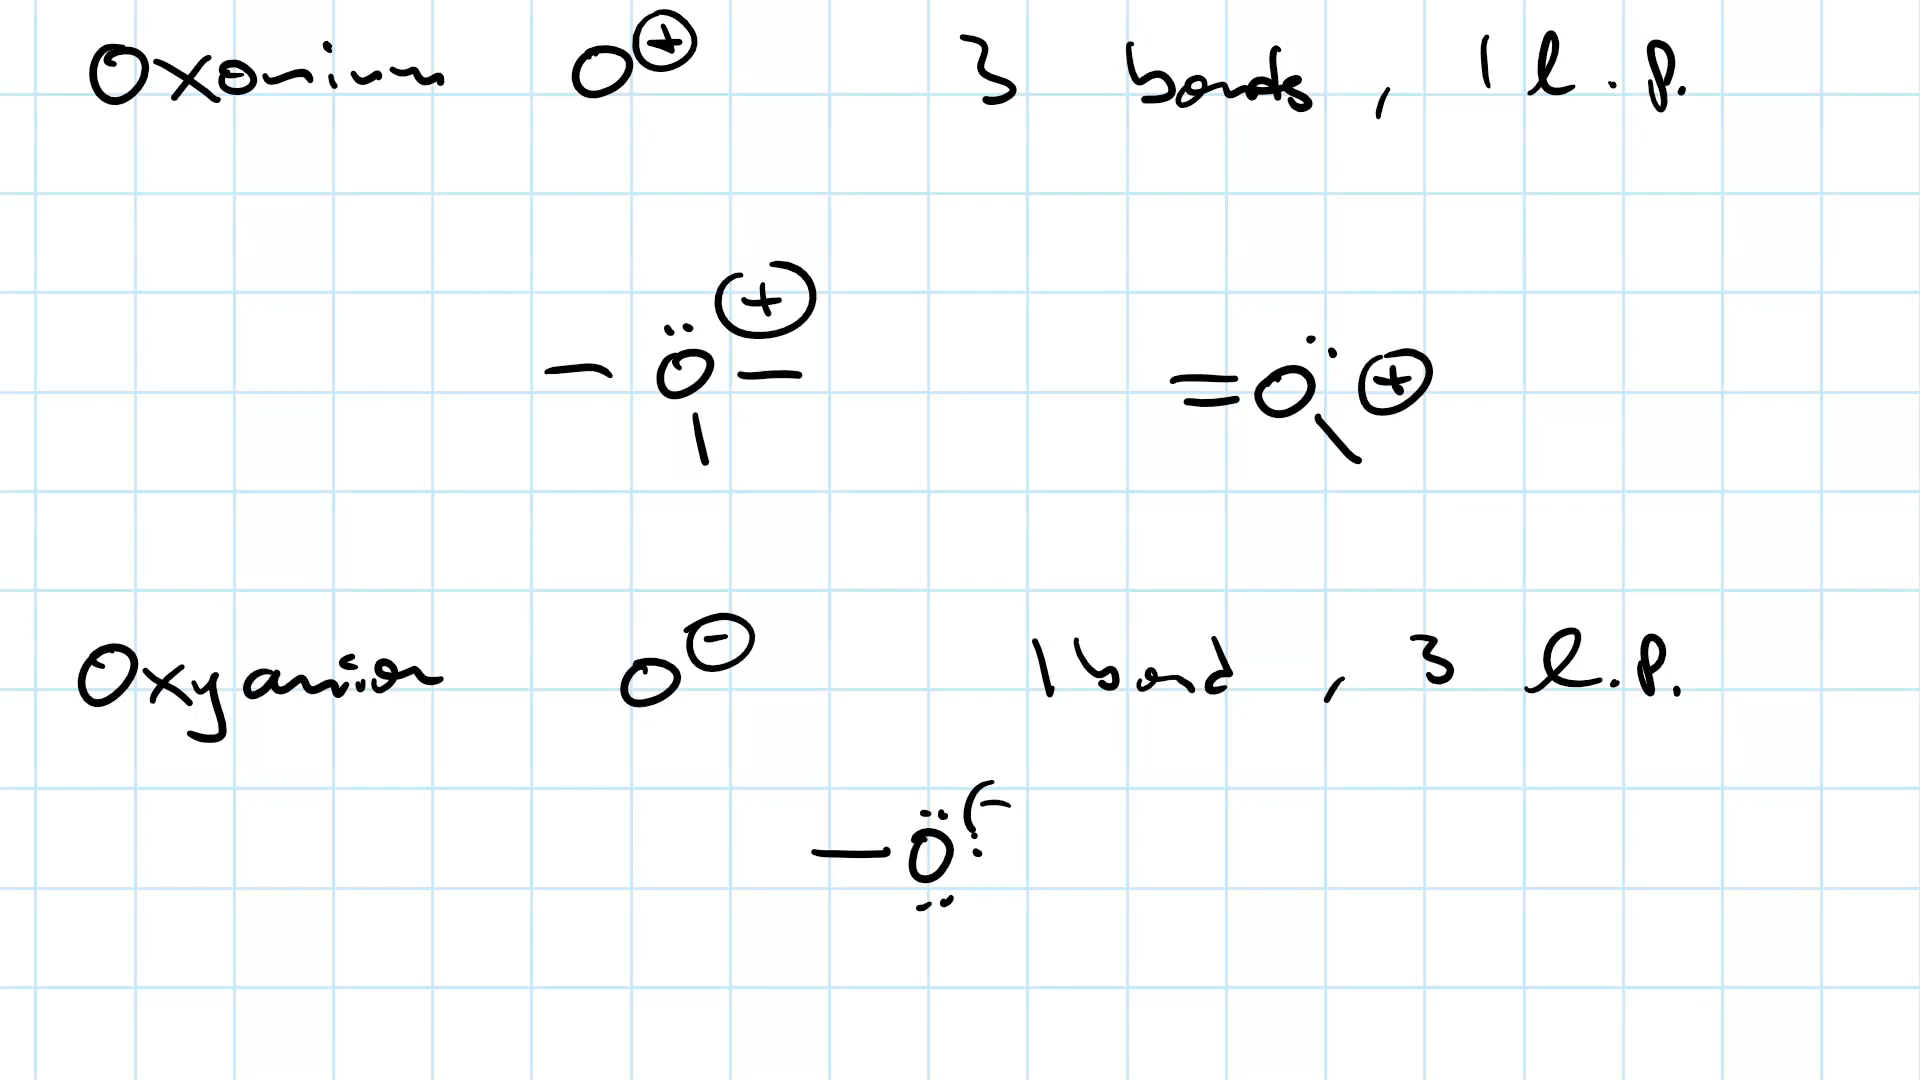 Oxonium O⊕ 3 bonds, 1 l.p.
– Ö – ⊕ = Ö ⊕
Oxyanion O⊖ 1 bond, 3 l.p.
– Ö : (–